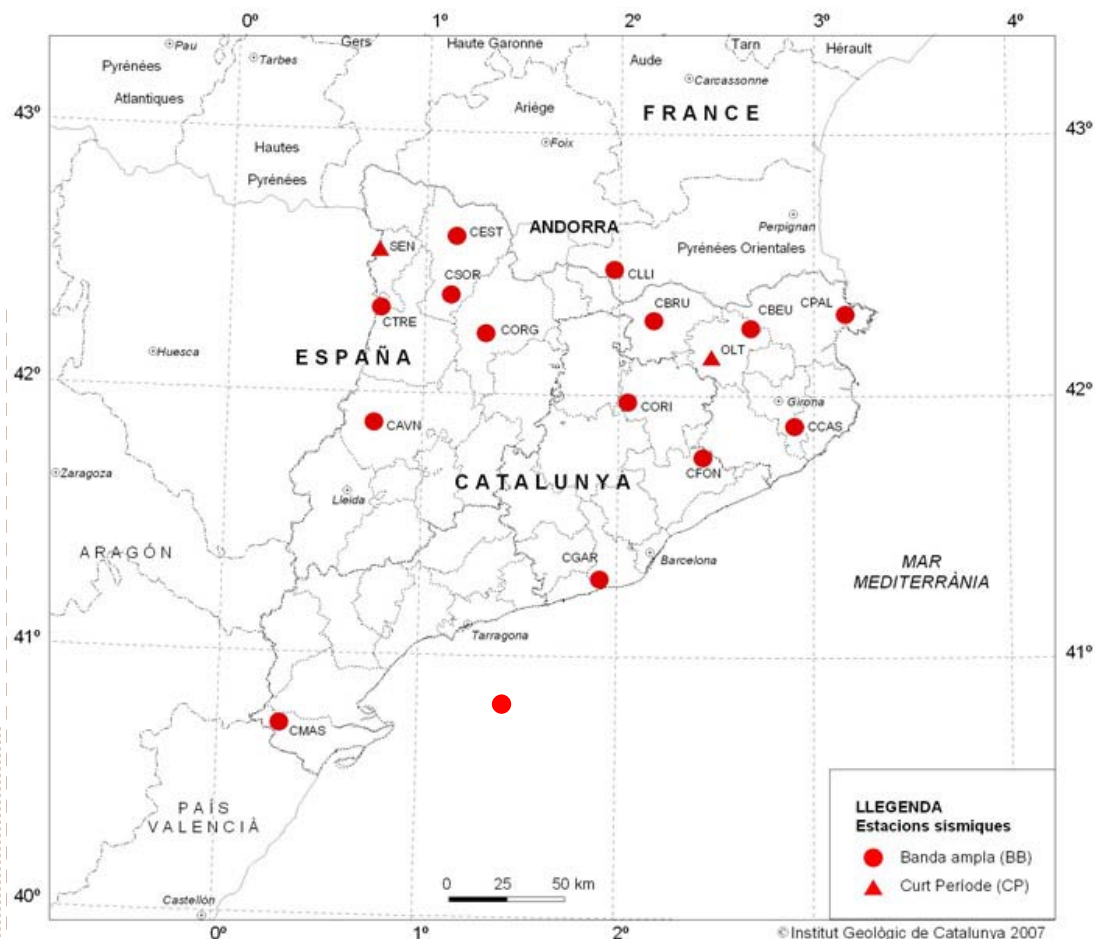 0º 1º 2º 3º 4º
Pau
Tarbes
Gers
Haute Garonne
Aude
Tarn
Hérault
Pyrénées
Atlantiques
Carcassonne
43º
FRANCE
43º
Ariège
Foix
Hautes
Pyrénées
ANDORRA
Perpignan
Pyrénées Orientales
SEN
CEST
CLLI
CSOR
CTRE
CORG
CBRU
CBEU
CPAL
OLT
Huesca
ESPAÑA
42º
42º
CORI
Girona
CCAS
CAVN
Zaragoza
Lleida
CATALUNYA
CFON
ARAGÓN
CGAR
Barcelona
MAR
MEDITERRÀNIA
41º
Tarragona
41º
CMAS
PAÍS
VALENCIÀ
LLEGENDA
Estacions sísmiques
Banda ampla (BB)
Curt Període (CP)
40º
Castellón
0 25 50 km
0º 1º 2º
©Institut Geològic de Catalunya 2007